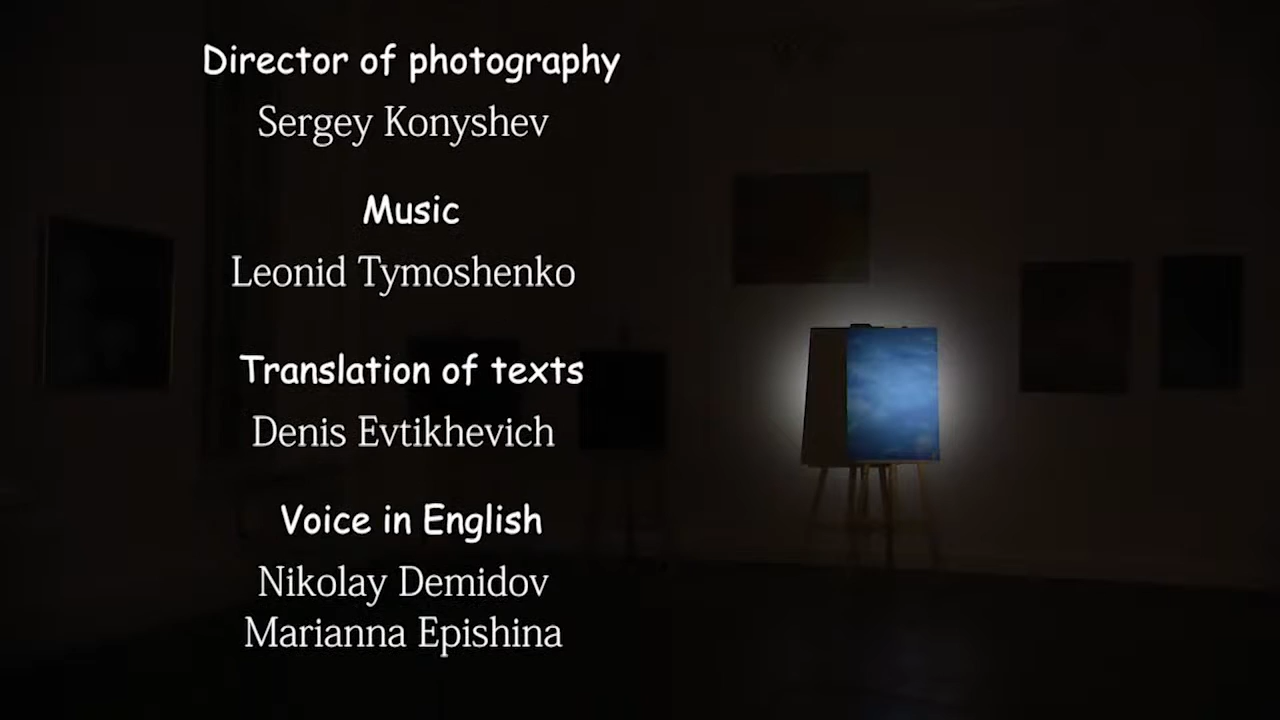 Director of photography
Sergey Konyshev
Music
Leonid Tymoshenko
Translation of texts
Denis Evtikhevich
Voice in English
Nikolay Demidov
Marianna Epishina